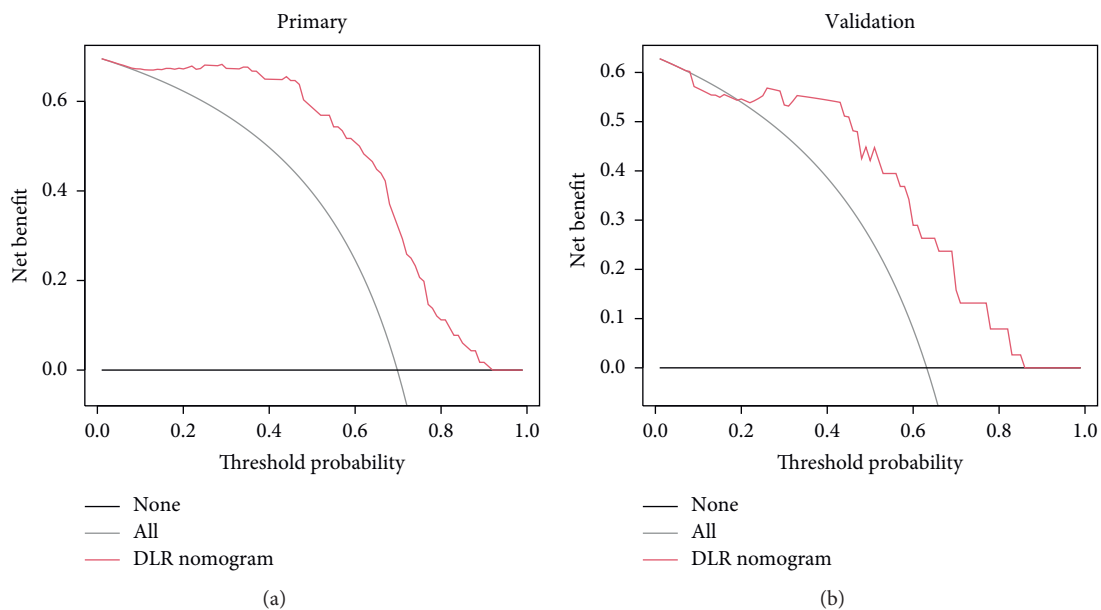 Primary
Net benefit
0.6
0.4
0.2
0.0
0.0 0.2 0.4 0.6 0.8 1.0
Threshold probability
None
All
DLR nomogram
(a)
Validation
Net benefit
0.6
0.5
0.4
0.3
0.2
0.1
0.0
0.0 0.2 0.4 0.6 0.8 1.0
Threshold probability
None
All
DLR nomogram
(b)